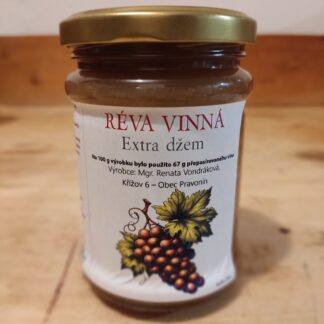 RÉVA VINNÁ
Extra džem
Na 100 g výrobku bylo použito 67 g přepasírovaného vína
Výrobce: Mgr. Renata Vondráková,
Křížov 6 – Obec Pravonín